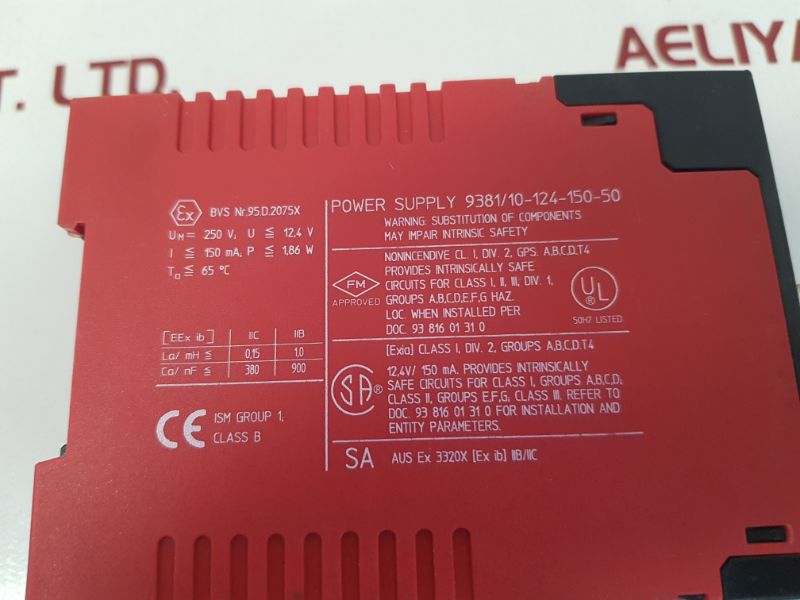 T. LTD.
AELIYA
Ex BVS Nr.95.D.2075X
UM= 250 V, U ≦ 12.4 V
I ≦ 150 mA, P ≦ 1,86 W
Ta ≦ 65 °C
[EEx ib] IIC IIB
La/ mH ≦ 0,15 1.0
Ca/ nF ≦ 380 900
CE ISM GROUP 1,
CLASS B
POWER SUPPLY 9381/10-124-150-50
WARNING: SUBSTITUTION OF COMPONENTS
MAY IMPAIR INTRINSIC SAFETY
FM
APPROVED
NONINCENDIVE CL. I, DIV. 2, GPS. A,B,C,D,T4
PROVIDES INTRINSICALLY SAFE
CIRCUITS FOR CLASS I, II, III, DIV. 1,
GROUPS A,B,C,D,E,F,G HAZ.
LOC. WHEN INSTALLED PER
DOC. 93 816 01 31 0
UL ®
50H7 LISTED
[Exia] CLASS I, DIV. 2, GROUPS A,B,C,D.T4
SA ®
12,4V/ 150 mA. PROVIDES INTRINSICALLY
SAFE CIRCUITS FOR CLASS I, GROUPS A,B,C,D;
CLASS II, GROUPS E,F,G, CLASS III. REFER TO
DOC. 93 816 01 31 0 FOR INSTALLATION AND
ENTITY PARAMETERS.
SA AUS Ex 3320X [Ex ib] IIB/IIC